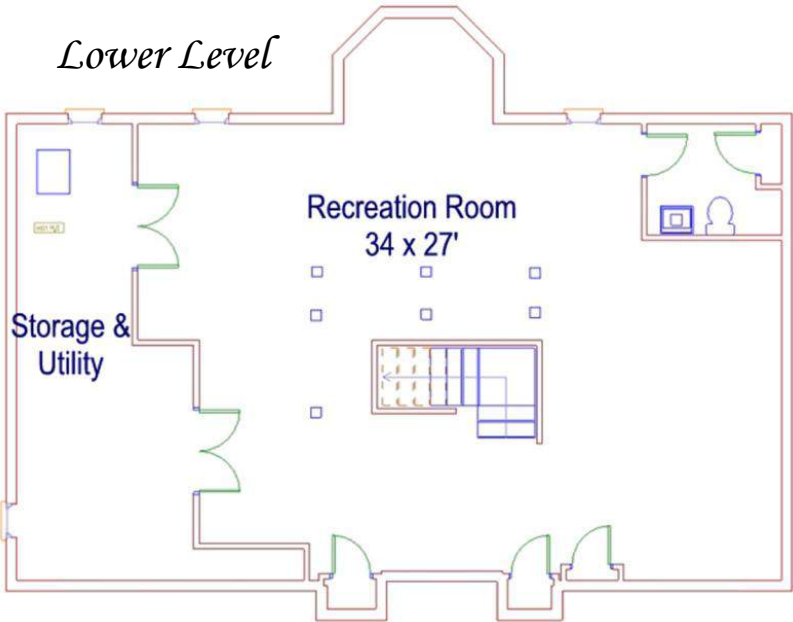 Lower Level
Recreation Room
34 x 27'
Storage &
Utility